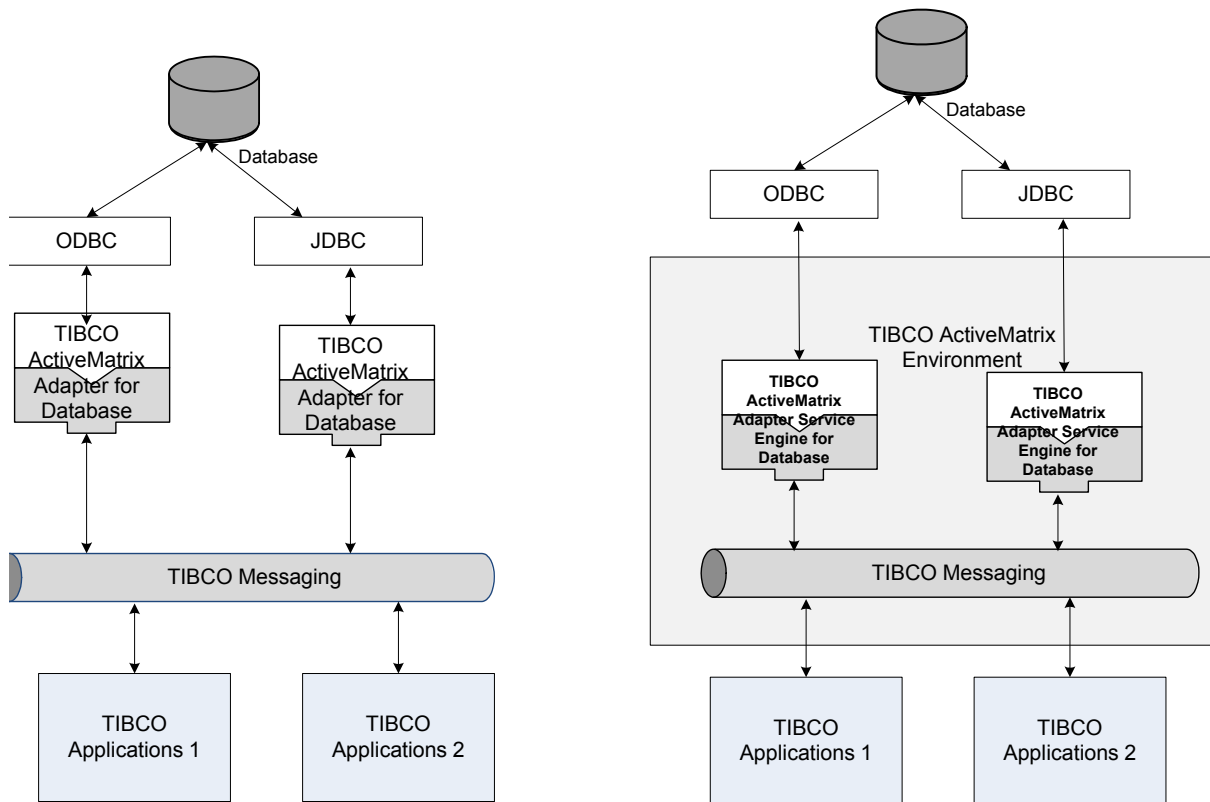 Database
ODBC
JDBC
TIBCO
ActiveMatrix
Adapter for
Database
TIBCO
ActiveMatrix
Adapter for
Database
TIBCO Messaging
TIBCO
Applications 1
TIBCO
Applications 2
Database
ODBC
JDBC
TIBCO ActiveMatrix
Environment
TIBCO
ActiveMatrix
Adapter Service
Engine for
Database
TIBCO
ActiveMatrix
Adapter Service
Engine for
Database
TIBCO Messaging
TIBCO
Applications 1
TIBCO
Applications 2